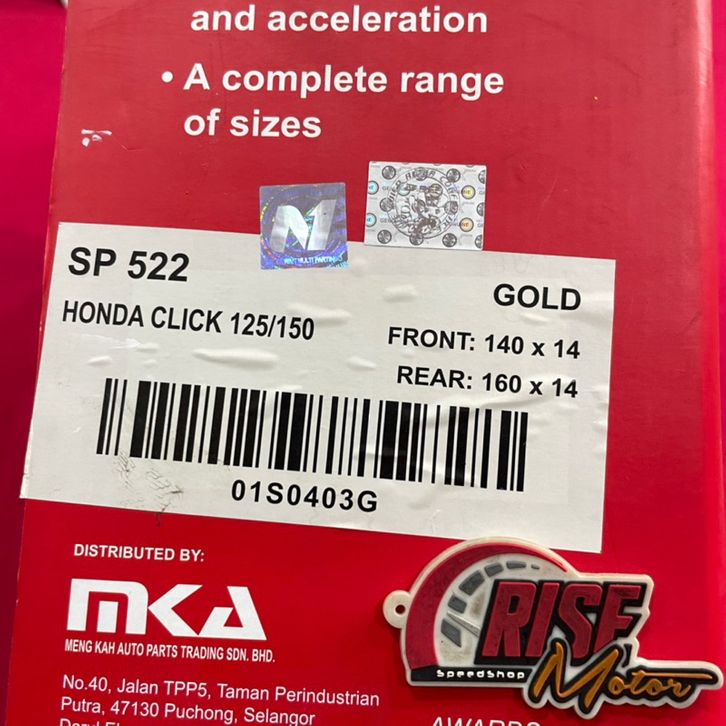 and acceleration
• A complete range
of sizes
SP 522
GOLD
HONDA CLICK 125/150
FRONT: 140 x 14
REAR: 160 x 14
01S0403G
DISTRIBUTED BY:
MKA
MENG KAH AUTO PARTS TRADING SDN. BHD.
No.40, Jalan TPP5, Taman Perindustrian
Putra, 47130 Puchong, Selangor
RISE
SpeedShop
Motor